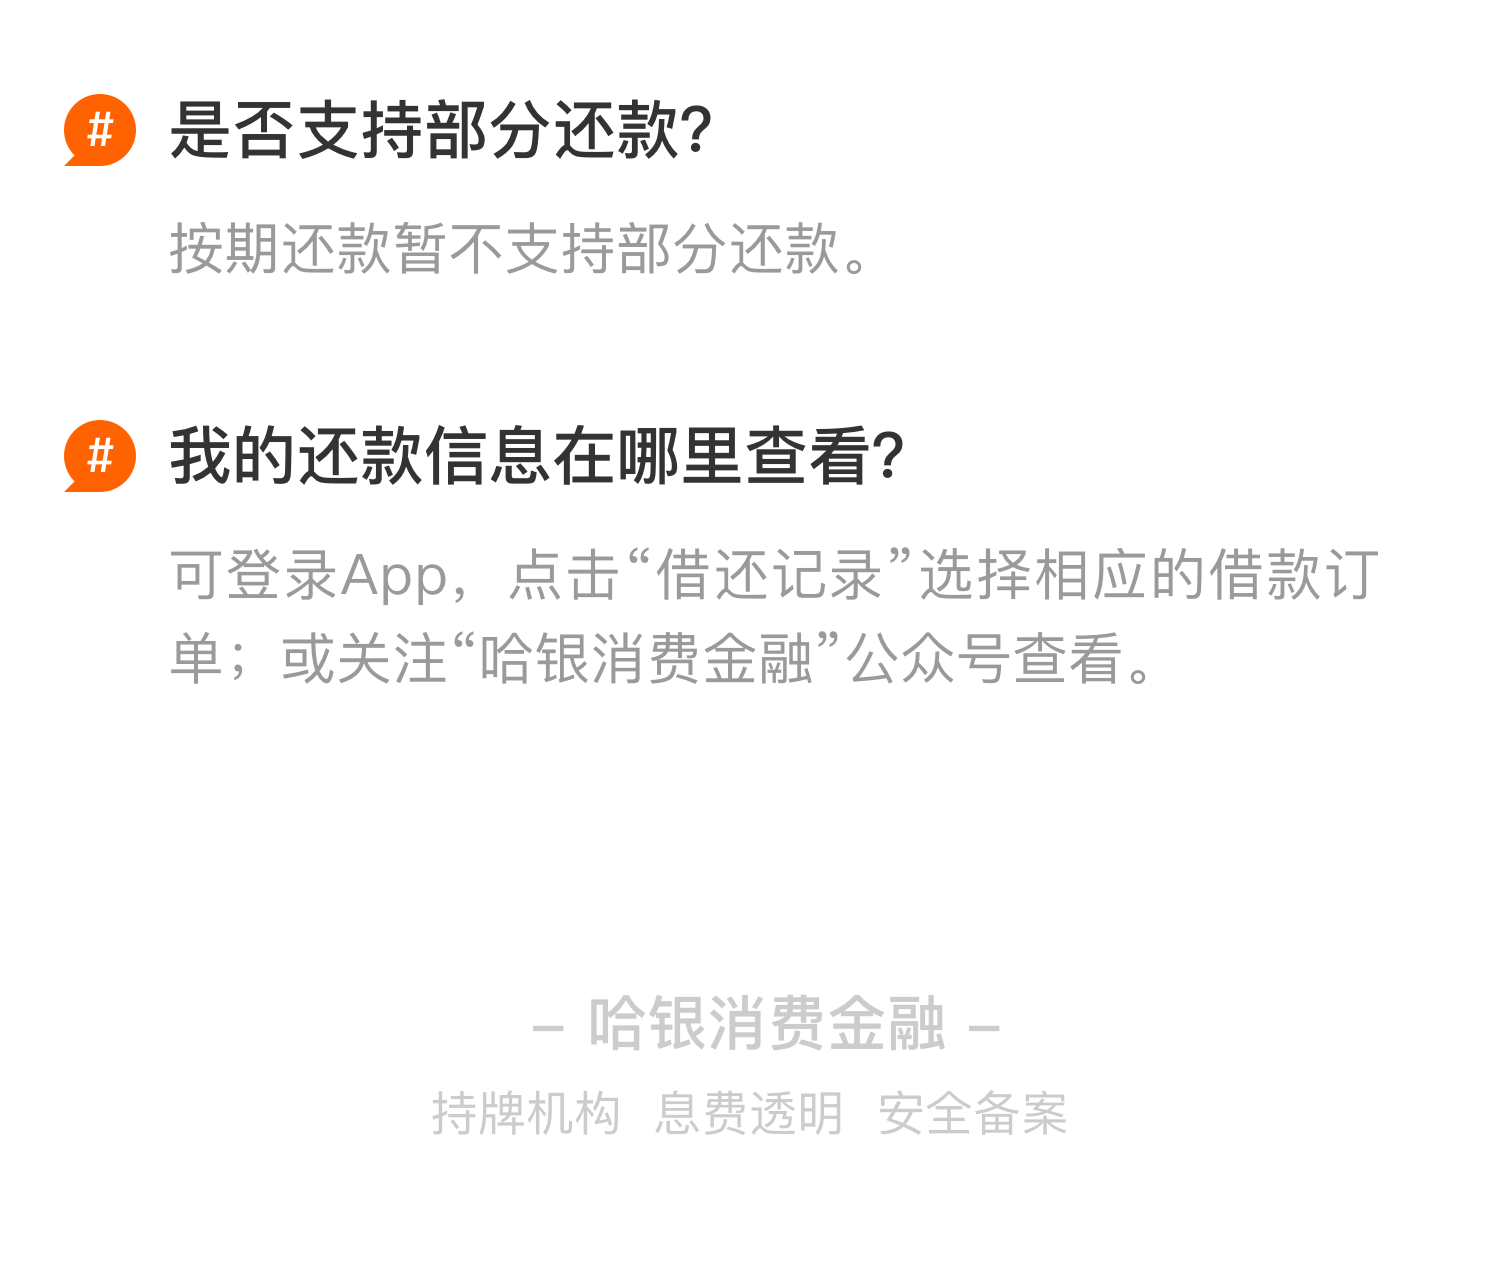 # 是否支持部分还款?
按期还款暂不支持部分还款。
# 我的还款信息在哪里查看?
可登录App，点击“借还记录”选择相应的借款订
单；或关注“哈银消费金融”公众号查看。
– 哈银消费金融 –
持牌机构 息费透明 安全备案